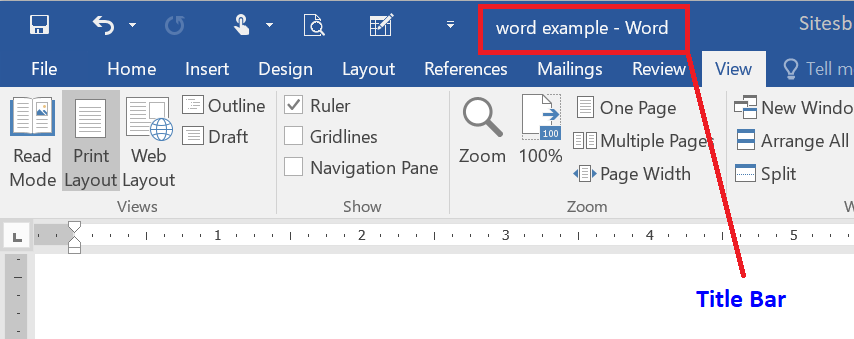 word example - Word
Sitesb
File Home Insert Design Layout References Mailings Review View Tell m
Read Mode
Print Layout
Web Layout
Outline
Draft
Views
Ruler
Gridlines
Navigation Pane
Show
Zoom
100
100%
One Page
Multiple Pages
Page Width
Zoom
New Windo
Arrange All
Split
W
L
1 2 3 4 5
Title Bar